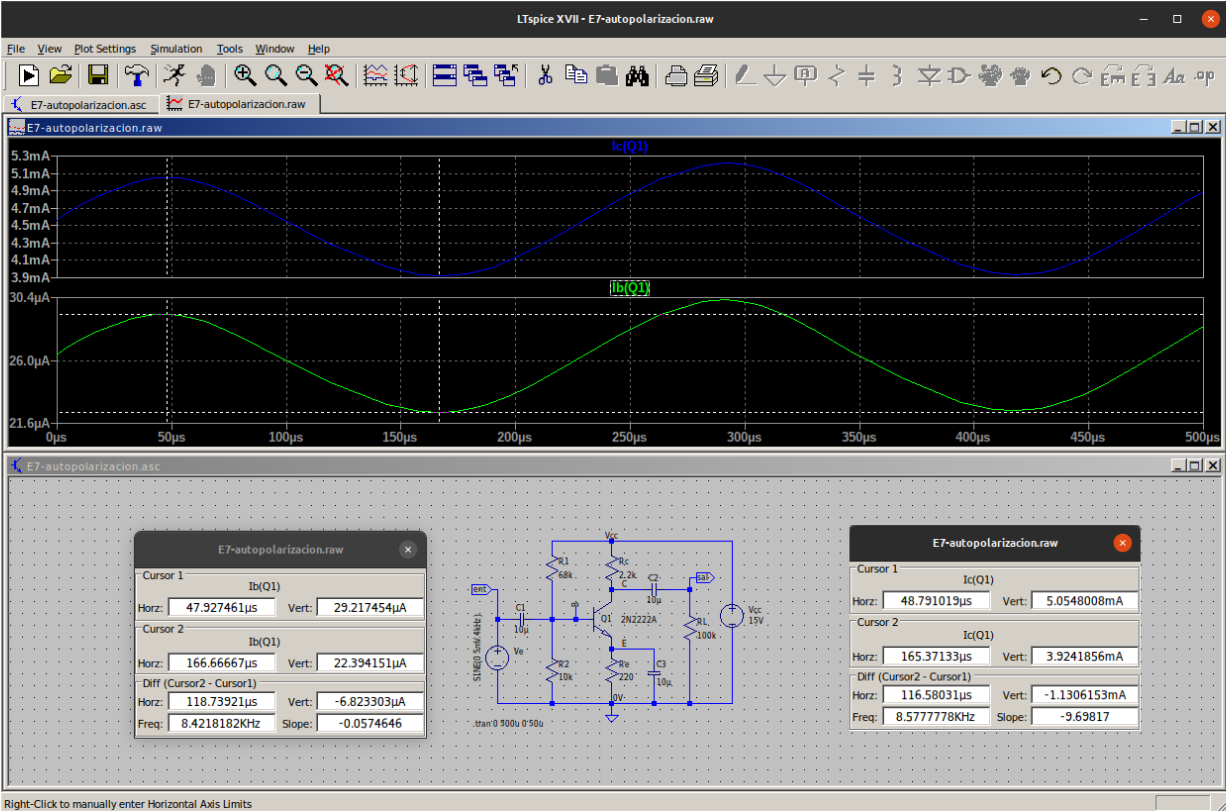 LTspice XVII - E7-autopolarizacion.raw
File View Plot Settings Simulation Tools Window Help
E7-autopolarizacion.asc E7-autopolarizacion.raw
E7-autopolarizacion.raw
Ic(Q1)
5.3mA
5.1mA
4.9mA
4.7mA
4.5mA
4.3mA
4.1mA
3.9mA
Ib(Q1)
30.4µA
26.0µA
21.6µA
0µs 50µs 100µs 150µs 200µs 250µs 300µs 350µs 400µs 450µs 500µs
E7-autopolarizacion.asc
E7-autopolarizacion.raw
Cursor 1
Ib(Q1)
Horz: 47.927461µs Vert: 29.217454µA
Cursor 2
Ib(Q1)
Horz: 166.66667µs Vert: 22.394151µA
Diff (Cursor2 - Cursor1)
Horz: 118.73921µs Vert: -6.823303µA
Freq: 8.4218182KHz Slope: -0.0574646
Vcc
R1
68k
Rc
2.2k
C
C2
10µ
sal
ent
C1
10µ
B
Q1 2N2222A
Vcc
15V
RL
100k
E
Ve
R2
10k
Re
220
C3
10µ
0V
E7-autopolarizacion.raw
Cursor 1
Ic(Q1)
Horz: 48.791019µs Vert: 5.0548008mA
Cursor 2
Ic(Q1)
Horz: 165.37133µs Vert: 3.9241856mA
Diff (Cursor2 - Cursor1)
Horz: 116.58031µs Vert: -1.1306153mA
Freq: 8.5777778KHz Slope: -9.69817
Right-Click to manually enter Horizontal Axis Limits